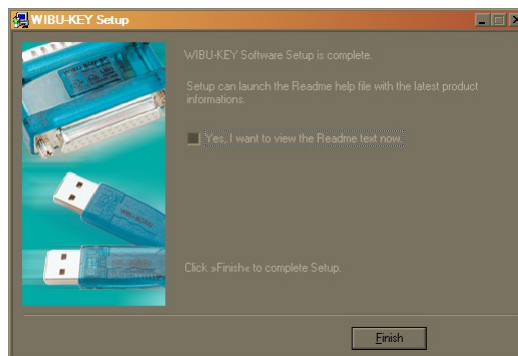 WIBU-KEY Setup
WIBU-KEY Software Setup is complete.
Setup can launch the Readme help file with the latest product
informations.
Yes, I want to view the Readme text now.
Click »Finish« to complete Setup.
Finish